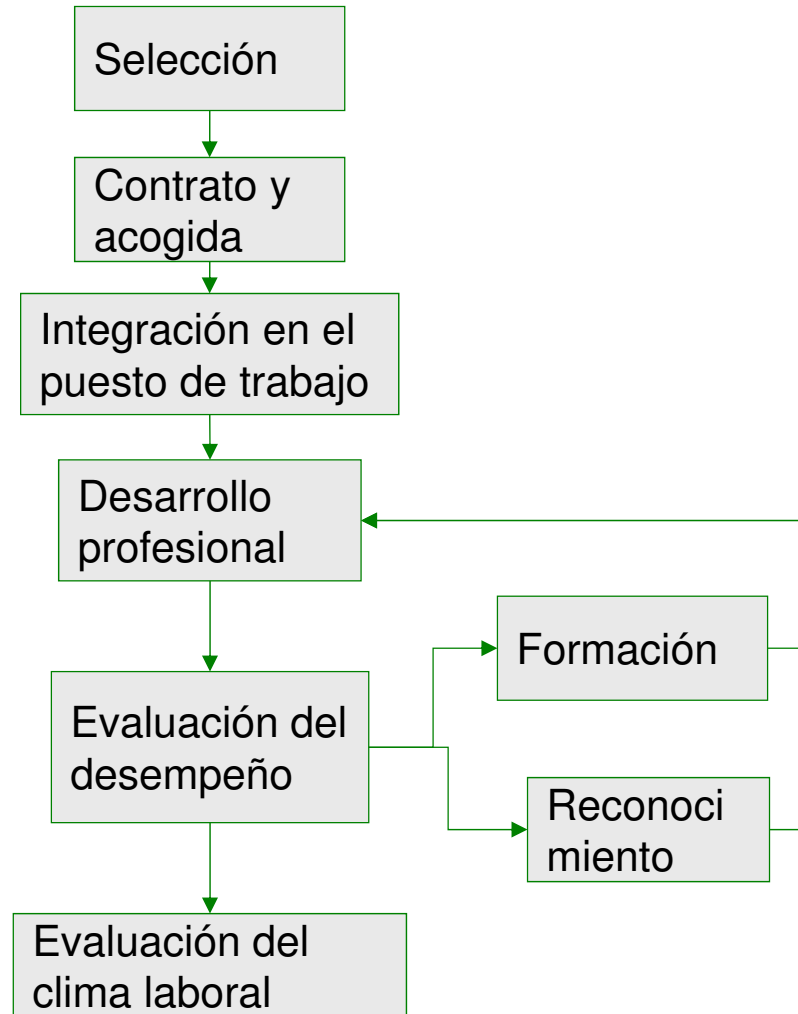 Selección
Contrato y
acogida
Integración en el
puesto de trabajo
Desarrollo
profesional
Formación
Evaluación del
desempeño
Reconoci
miento
Evaluación del
clima laboral